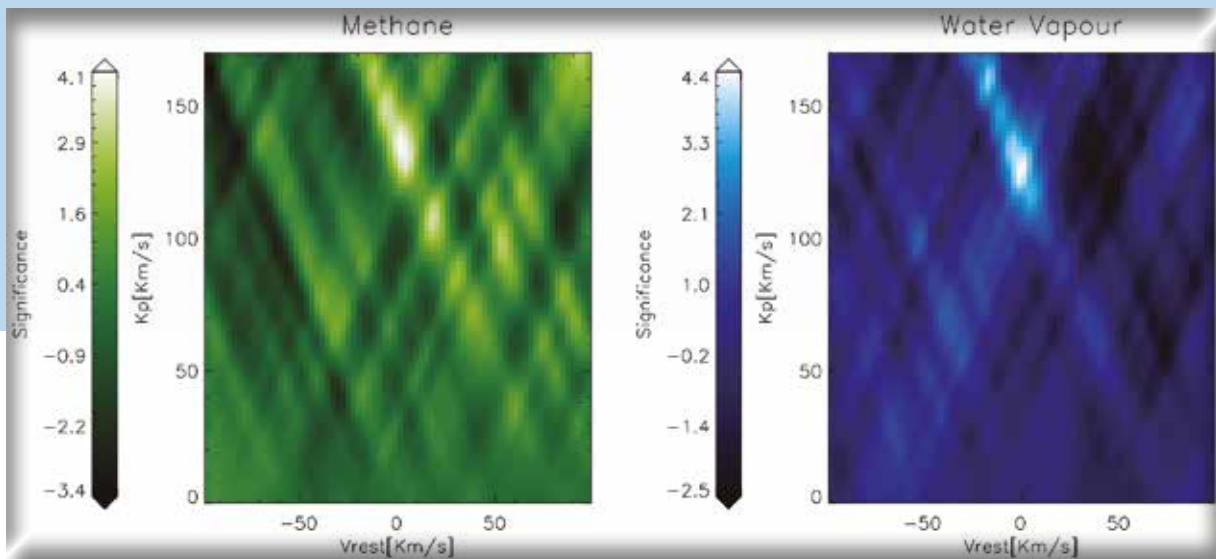 Methane
4.1
2.9
1.6
0.4
-0.9
-2.2
-3.4
Significance
Kp[Km/s]
150
100
50
0
-50 0 50
Vrest[Km/s]
Water Vapour
4.4
3.3
2.1
1.0
-0.2
-1.4
-2.5
Significance
Kp[Km/s]
150
100
50
0
-50 0 50
Vrest[Km/s]